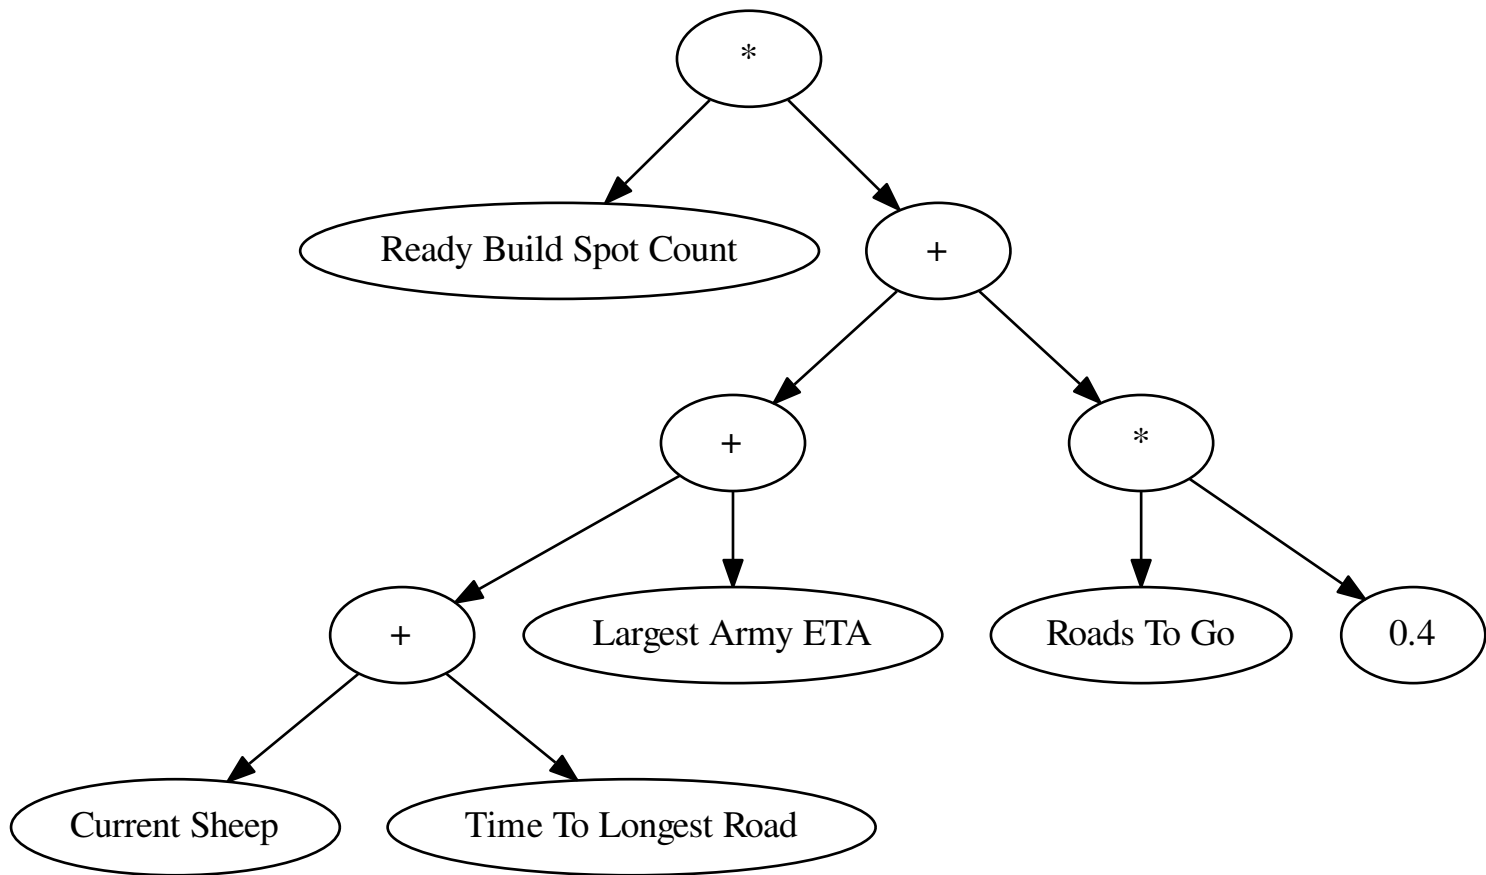 *
Ready Build Spot Count
+
+
*
+
Largest Army ETA
Roads To Go
0.4
Current Sheep
Time To Longest Road